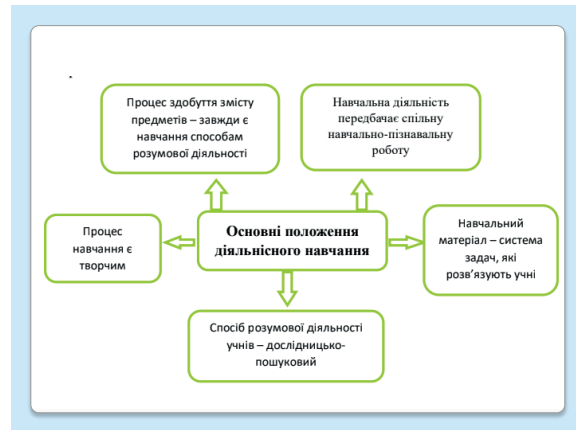 Процес здобуття змісту
предметів – завжди є
навчання способам
розумової діяльності
Навчальна діяльність
передбачає спільну
навчально-пізнавальну
роботу
Процес
навчання є
творчим
Основні положення
діяльнісного навчання
Навчальний
матеріал – система
задач, які
розв’язують учні
Спосіб розумової діяльності
учнів – дослідницько-
пошуковий